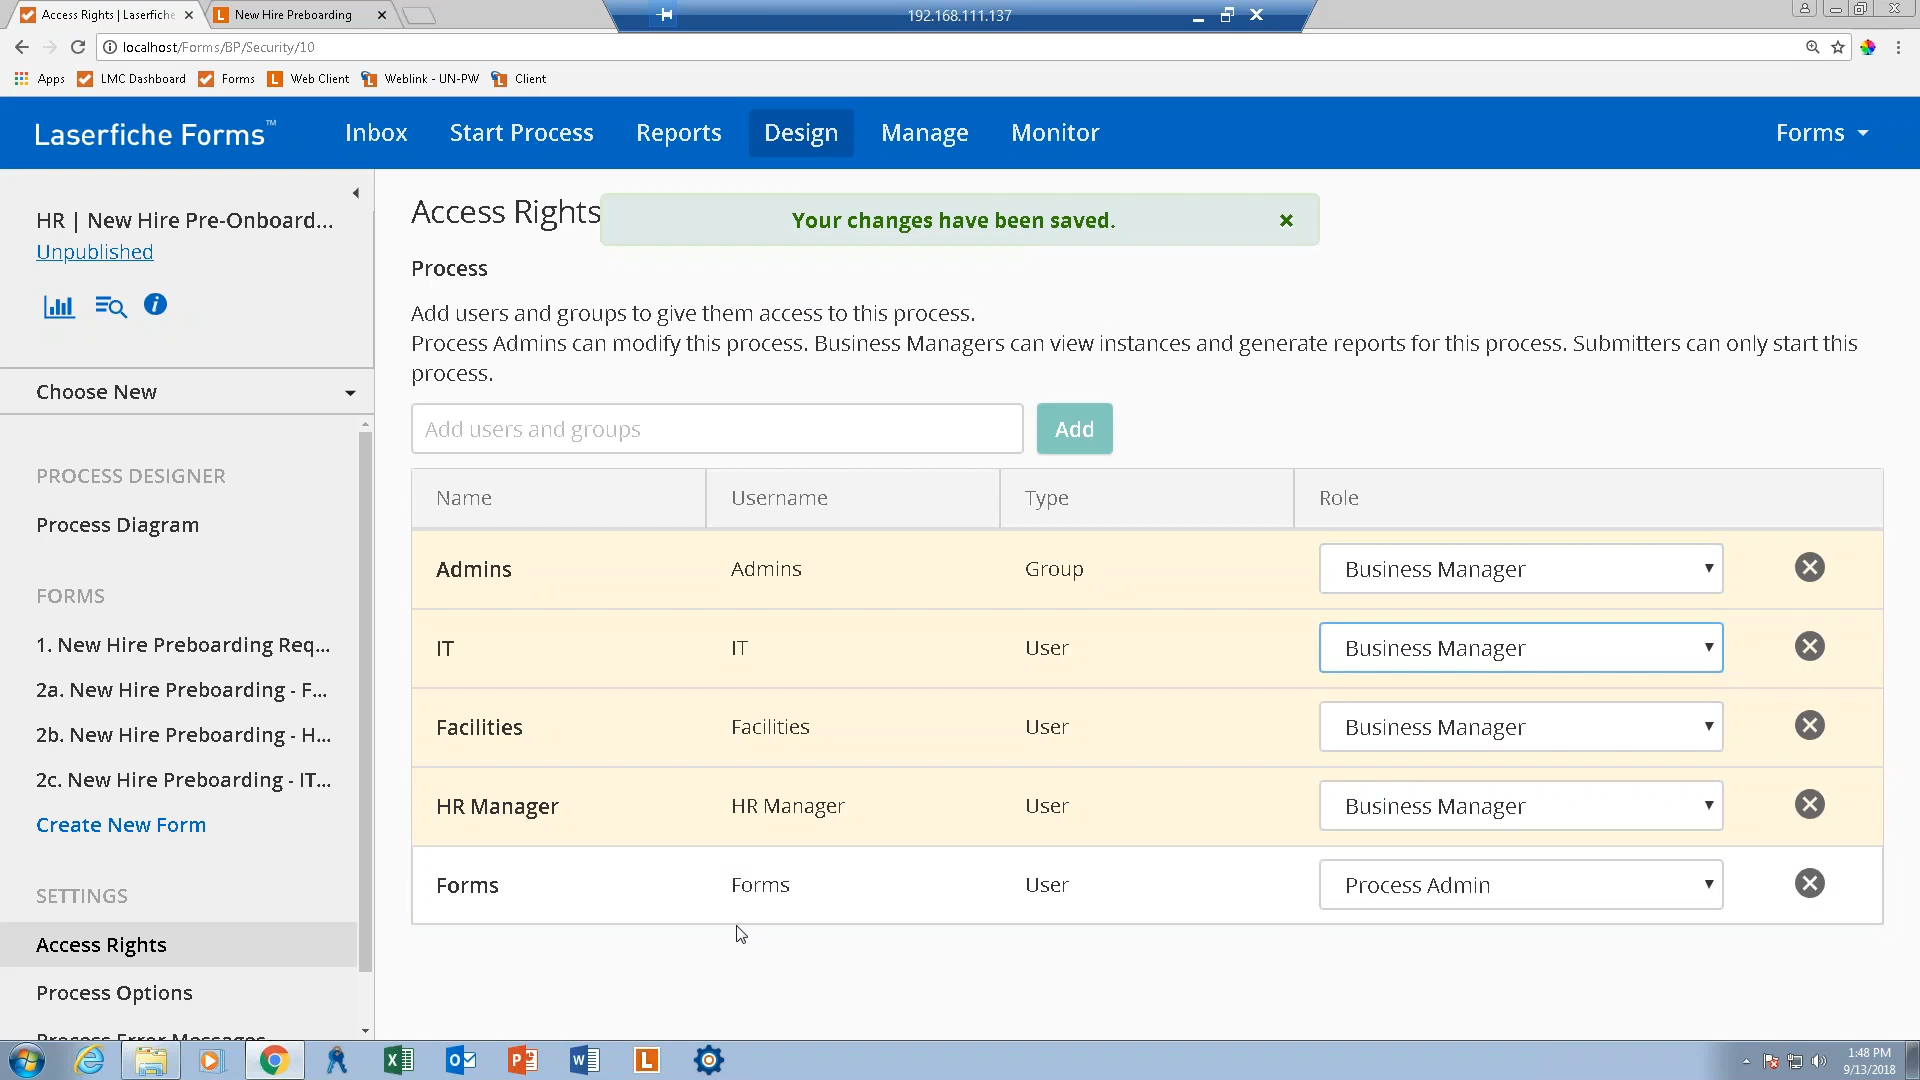 Access Rights | Laserfiche
New Hire Preboarding
192.168.111.137
localhost/Forms/BP/Security/10
Apps
LMC Dashboard
Forms
Web Client
Weblink - UN-PW
Client
Laserfiche Forms™
Inbox
Start Process
Reports
Design
Manage
Monitor
Forms
HR | New Hire Pre-Onboard...
Unpublished
Choose New
PROCESS DESIGNER
Process Diagram
FORMS
1. New Hire Preboarding Req...
2a. New Hire Preboarding - F...
2b. New Hire Preboarding - H...
2c. New Hire Preboarding - IT...
Create New Form
SETTINGS
Access Rights
Process Options
Process Error Messages
Access Rights
Your changes have been saved.
Process
Add users and groups to give them access to this process.
Process Admins can modify this process. Business Managers can view instances and generate reports for this process. Submitters can only start this
process.
Add users and groups
Add
Name Username Type Role
Admins Admins Group Business Manager
IT IT User Business Manager
Facilities Facilities User Business Manager
HR Manager HR Manager User Business Manager
Forms Forms User Process Admin
1:48 PM
9/13/2018